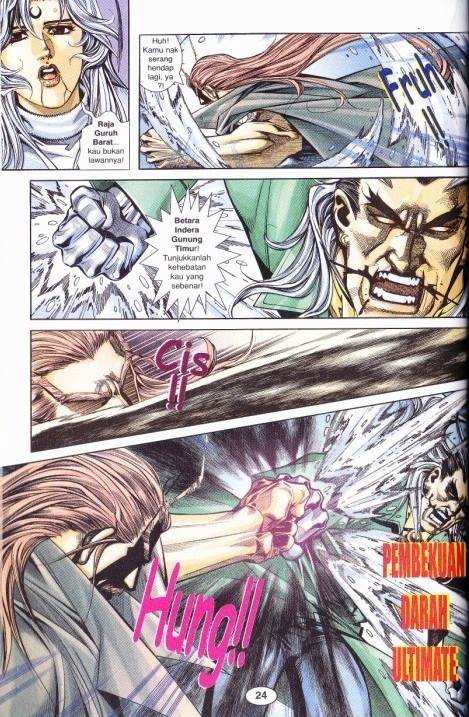 Raja
Guruh
Barat...
kau bukan
lawannya!
Huh!
Kamu nak
serang
hendap
lagi, ya
?!
Fruh
!!
Betara
Indera
Gunung
Timur!
Tunjukkanlah
kehebatan
kau yang
sebenar!
Cis
!!
Hung!!
PEMBEKUAN
DARAH
ULTIMATE
24